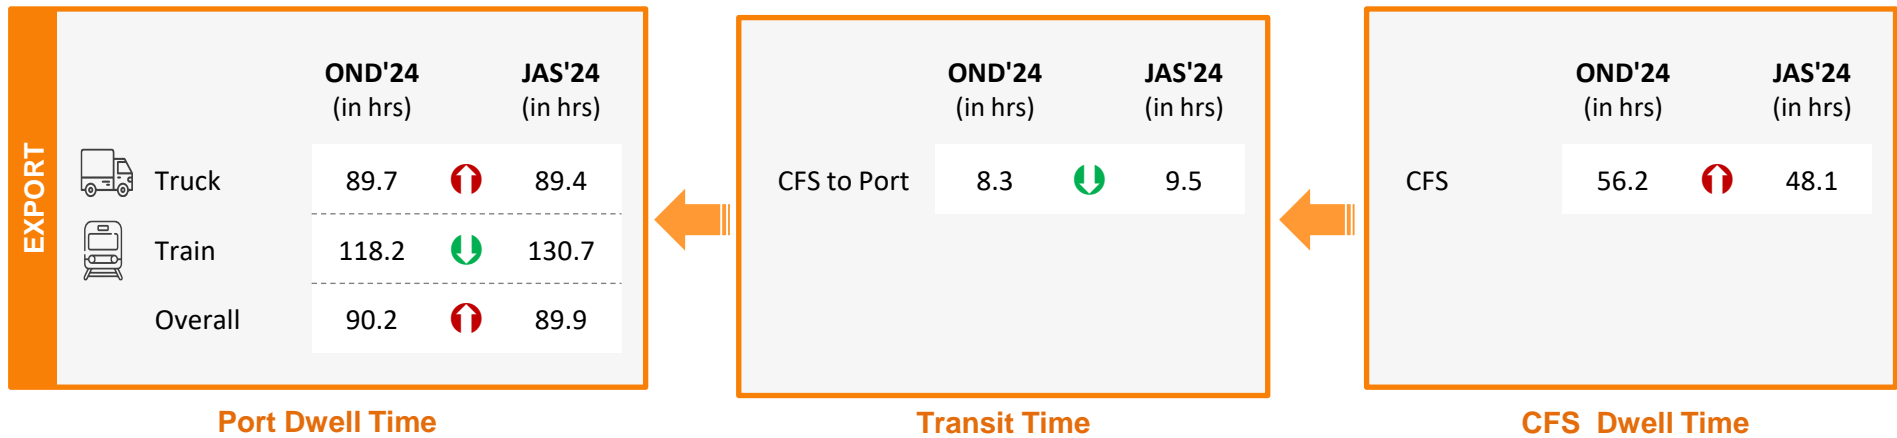 EXPORT
OND'24 JAS'24
(in hrs) (in hrs)
Truck 89.7 89.4
Train 118.2 130.7
Overall 90.2 89.9
Port Dwell Time
OND'24 JAS'24
(in hrs) (in hrs)
CFS to Port 8.3 9.5
Transit Time
OND'24 JAS'24
(in hrs) (in hrs)
CFS 56.2 48.1
CFS Dwell Time